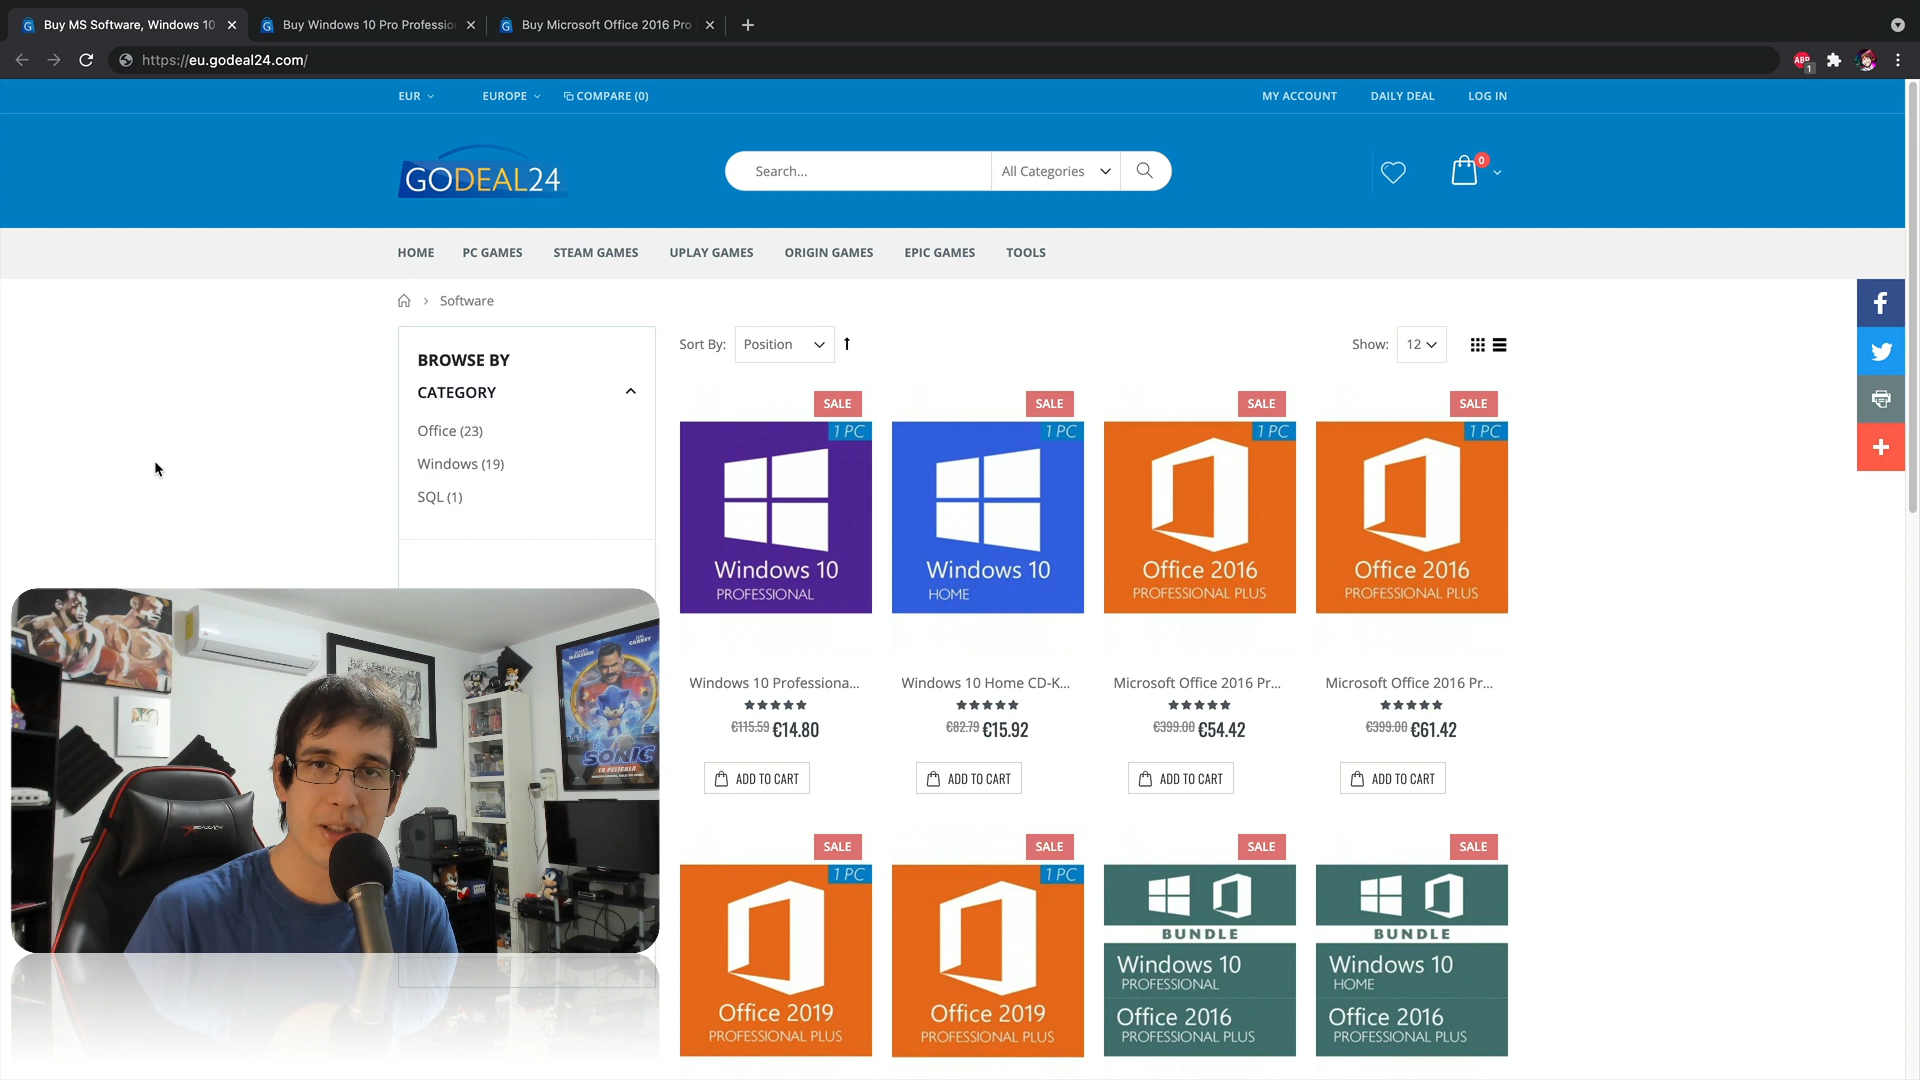 Buy MS Software, Windows 10
Buy Windows 10 Pro Professio
Buy Microsoft Office 2016 Pro
https://eu.godeal24.com/
ABP
1
EUR
EUROPE
COMPARE (0)
MY ACCOUNT
DAILY DEAL
LOG IN
GODEAL24
Search...
All Categories
0
HOME
PC GAMES
STEAM GAMES
UPLAY GAMES
ORIGIN GAMES
EPIC GAMES
TOOLS
Software
BROWSE BY
CATEGORY
Office (23)
Windows (19)
SQL (1)
Sort By:
Position
Show:
12
SALE
1 PC
Windows 10
PROFESSIONAL
Windows 10 Professiona...
€115.59 €14.80
ADD TO CART
SALE
1 PC
Windows 10
HOME
Windows 10 Home CD-K...
€82.79 €15.92
ADD TO CART
SALE
1 PC
Office 2016
PROFESSIONAL PLUS
Microsoft Office 2016 Pr...
€399.00 €54.42
ADD TO CART
SALE
1 PC
Office 2016
PROFESSIONAL PLUS
Microsoft Office 2016 Pr...
€399.00 €61.42
ADD TO CART
SALE
1 PC
Office 2019
PROFESSIONAL PLUS
SALE
1 PC
Office 2019
PROFESSIONAL PLUS
SALE
BUNDLE
Windows 10
PROFESSIONAL
Office 2016
PROFESSIONAL PLUS
SALE
BUNDLE
Windows 10
HOME
Office 2016
PROFESSIONAL PLUS
SONIC
LA PELÍCULA